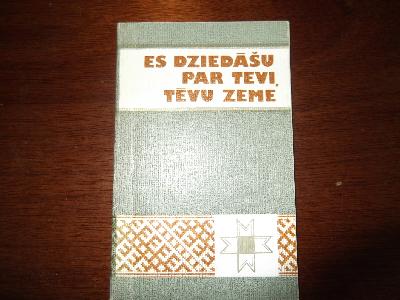 ES DZIEDĀŠU
PAR TEVI,
TĒVU ZEME